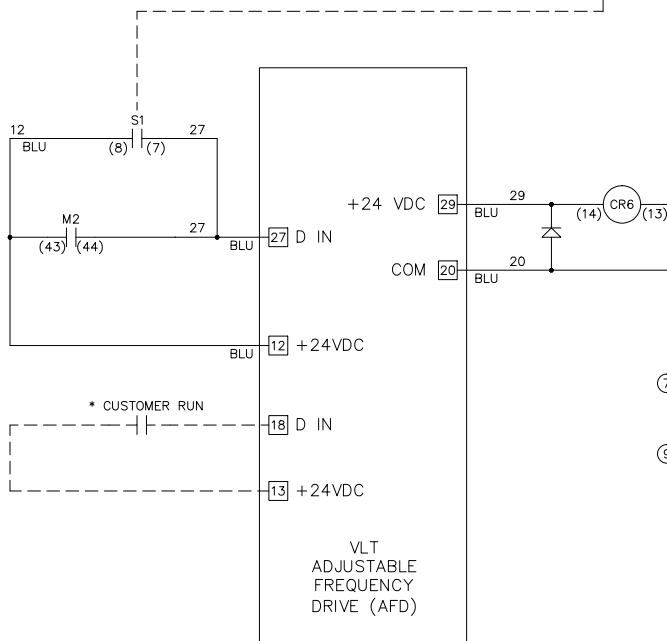 S1
12
27
BLU
(8)
(7)
M2
27
(43)
(44)
BLU
27 D IN
+24 VDC 29
29
BLU
(14)
CR6
(13)
COM 20
20
BLU
12 +24VDC
BLU
* CUSTOMER RUN
18 D IN
13 +24VDC
VLT
ADJUSTABLE
FREQUENCY
DRIVE (AFD)